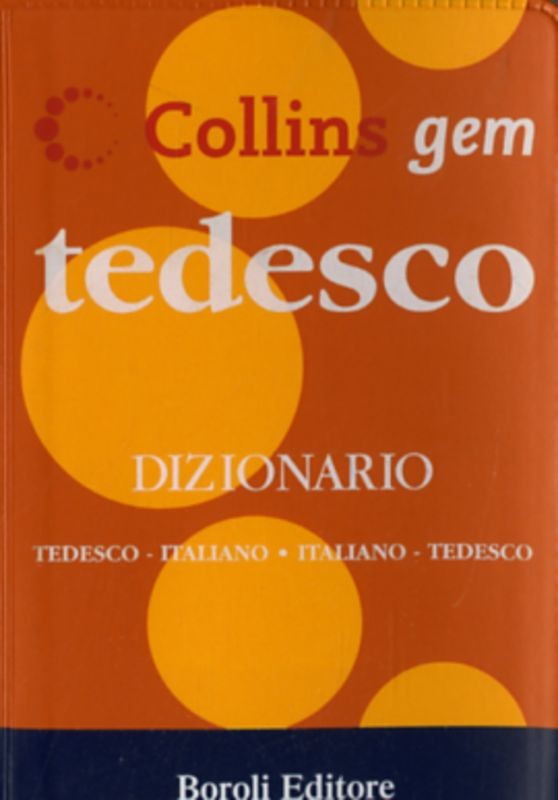 Collins gem
tedesco
DIZIONARIO
TEDESCO - ITALIANO • ITALIANO - TEDESCO
Boroli Editore